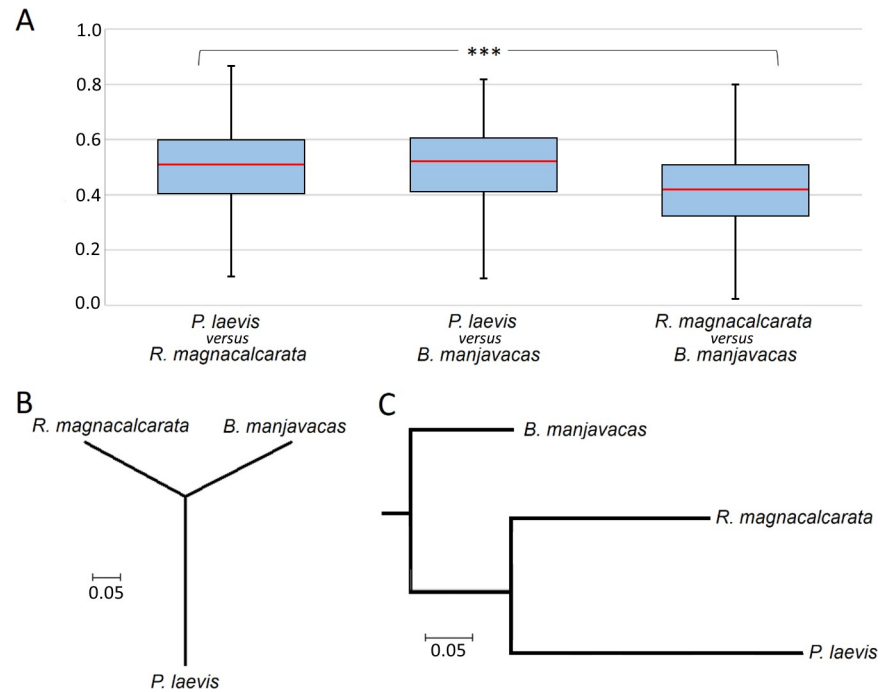 A
1.0
0.8
0.6
0.4
0.2
0.0
***
P. laevis
versus
R. magnacalcarata
P. laevis
versus
B. manjavacas
R. magnacalcarata
versus
B. manjavacas
B
R. magnacalcarata
B. manjavacas
0.05
P. laevis
C
B. manjavacas
R. magnacalcarata
0.05
P. laevis